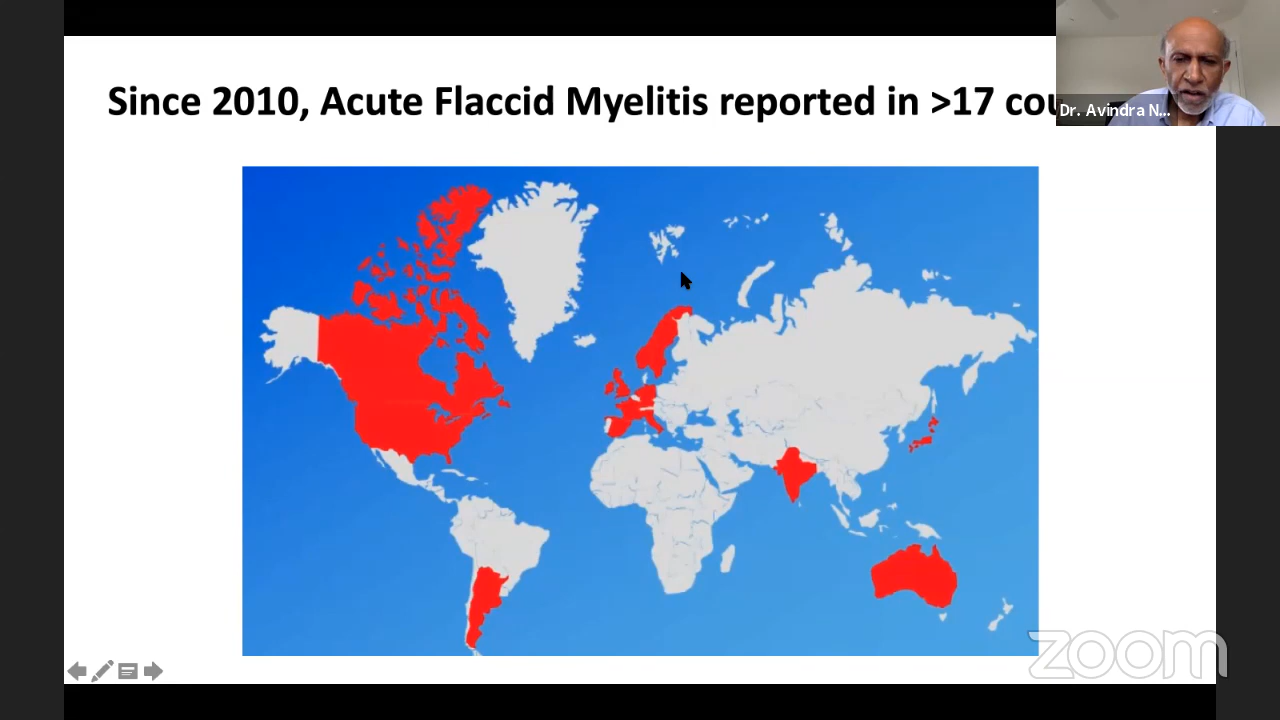 Since 2010, Acute Flaccid Myelitis reported in >17 cou
Dr. Avindra N...
zoom